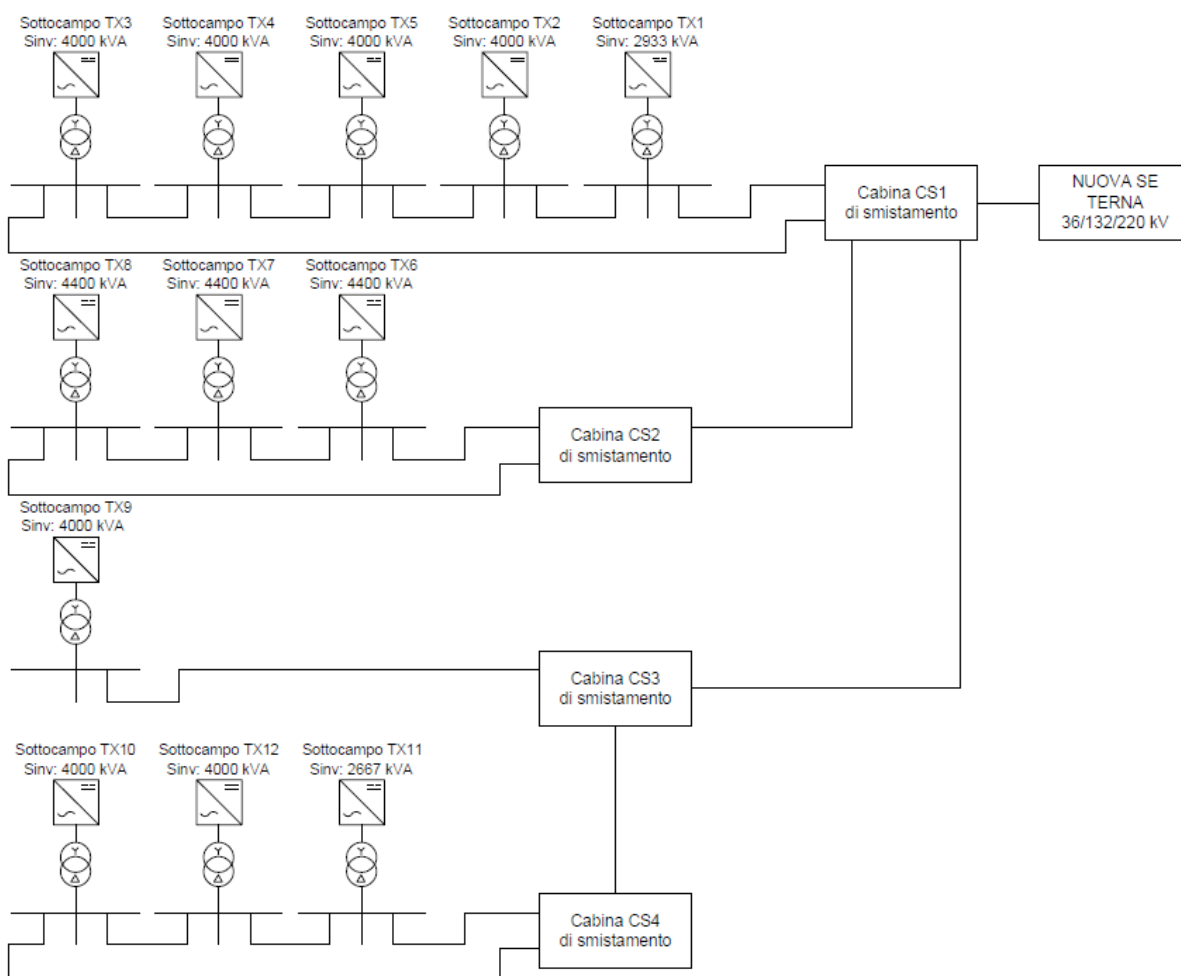 Sottocampo TX3
Sinv: 4000 kVA
Sottocampo TX4
Sinv: 4000 kVA
Sottocampo TX5
Sinv: 4000 kVA
Sottocampo TX2
Sinv: 4000 kVA
Sottocampo TX1
Sinv: 2933 kVA
Cabina CS1
di smistamento
NUOVA SE
TERNA
36/132/220 kV
Sottocampo TX8
Sinv: 4400 kVA
Sottocampo TX7
Sinv: 4400 kVA
Sottocampo TX6
Sinv: 4400 kVA
Cabina CS2
di smistamento
Sottocampo TX9
Sinv: 4000 kVA
Cabina CS3
di smistamento
Sottocampo TX10
Sinv: 4000 kVA
Sottocampo TX12
Sinv: 4000 kVA
Sottocampo TX11
Sinv: 2667 kVA
Cabina CS4
di smistamento